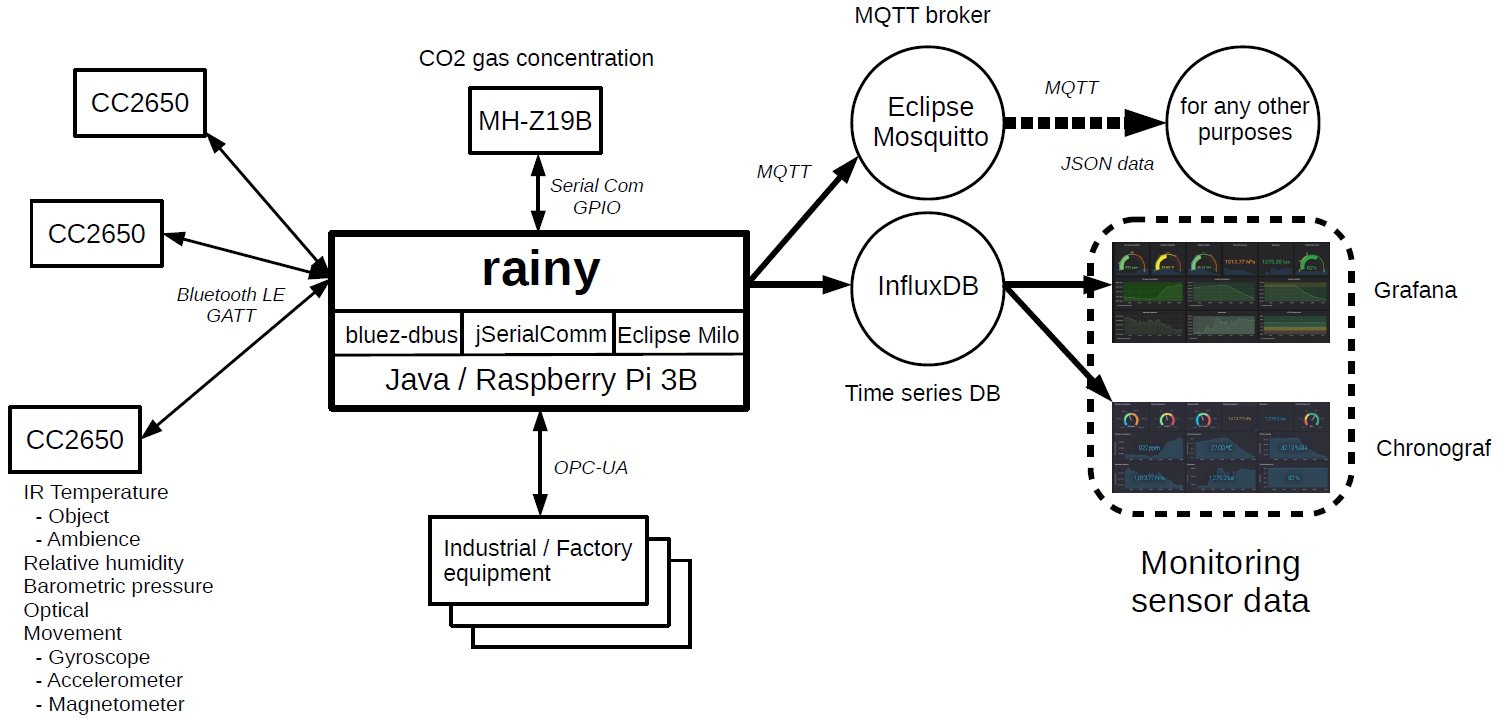 MQTT broker
CO2 gas concentration
CC2650
MH-Z19B
Eclipse
Mosquitto
MQTT
JSON data
for any other
purposes
CC2650
Serial Com
GPIO
MQTT
Bluetooth LE
GATT
rainy
bluez-dbus
jSerialComm
Eclipse Milo
Java / Raspberry Pi 3B
InfluxDB
Time series DB
Grafana
Chronograf
CC2650
IR Temperature
- Object
- Ambience
Relative humidity
Barometric pressure
Optical
Movement
- Gyroscope
- Accelerometer
- Magnetometer
OPC-UA
Industrial / Factory
equipment
Monitoring
sensor data